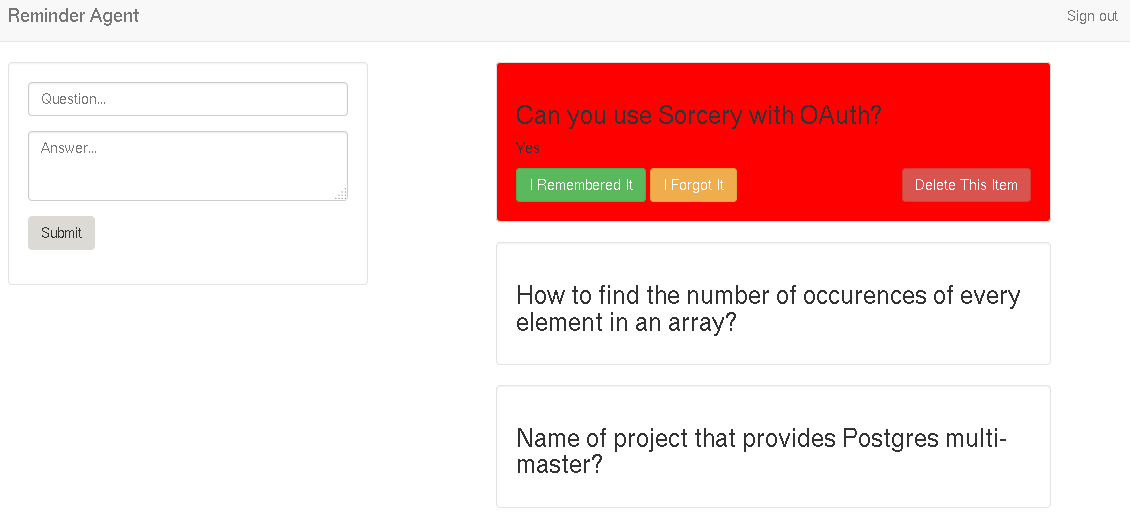 Reminder Agent
Sign out
Question...
Answer...
Submit
Can you use Sorcery with OAuth?
Yes
I Remembered It
I Forgot It
Delete This Item
How to find the number of occurences of every
element in an array?
Name of project that provides Postgres multi-
master?